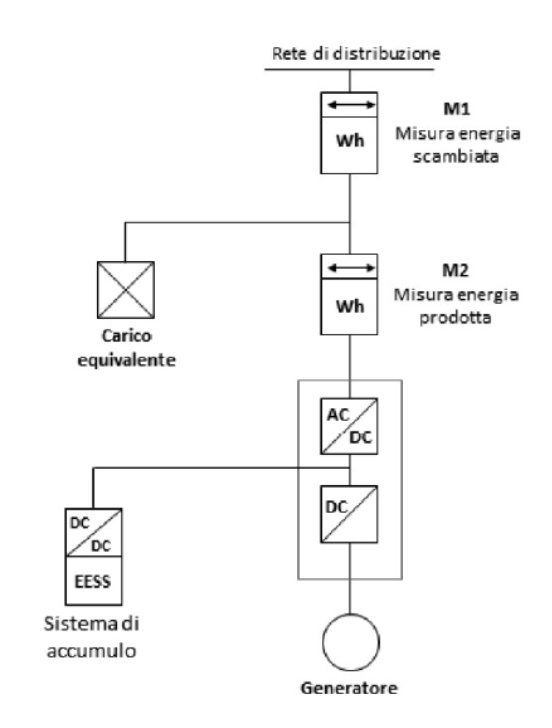 Rete di distribuzione
M1
Wh
Misura energia
scambiata
M2
Wh
Misura energia
prodotta
Carico
equivalente
AC
DC
DC
DC
DC
EESS
Sistema di
accumulo
Generatore